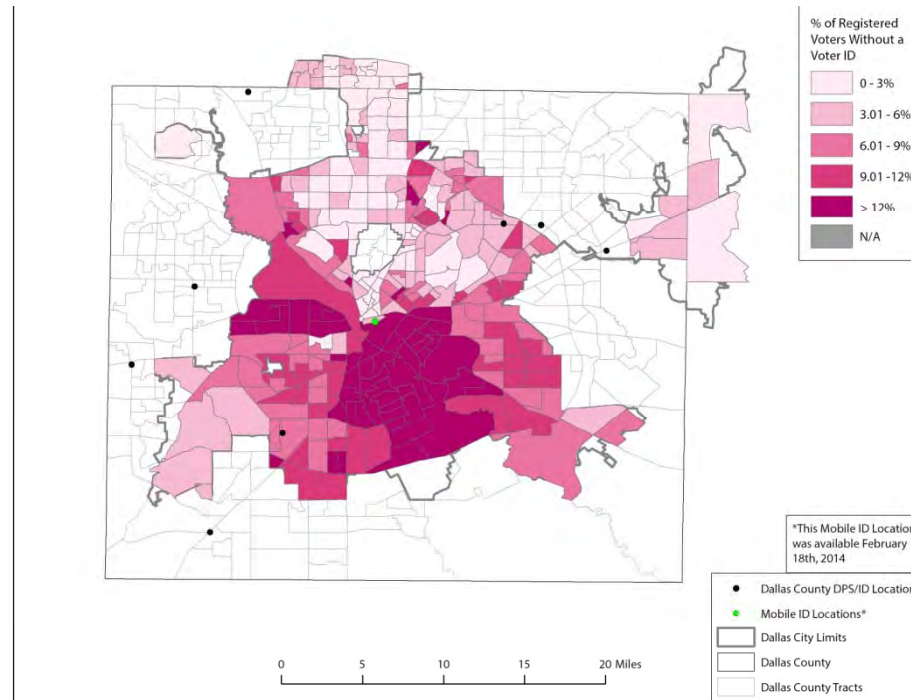 % of Registered
Voters Without a
Voter ID
0 - 3%
3.01 - 6%
6.01 - 9%
9.01 -12%
> 12%
N/A
*This Mobile ID Location
was available February
18th, 2014
Dallas County DPS/ID Location
Mobile ID Locations*
Dallas City Limits
Dallas County
Dallas County Tracts
0 5 10 15 20 Miles